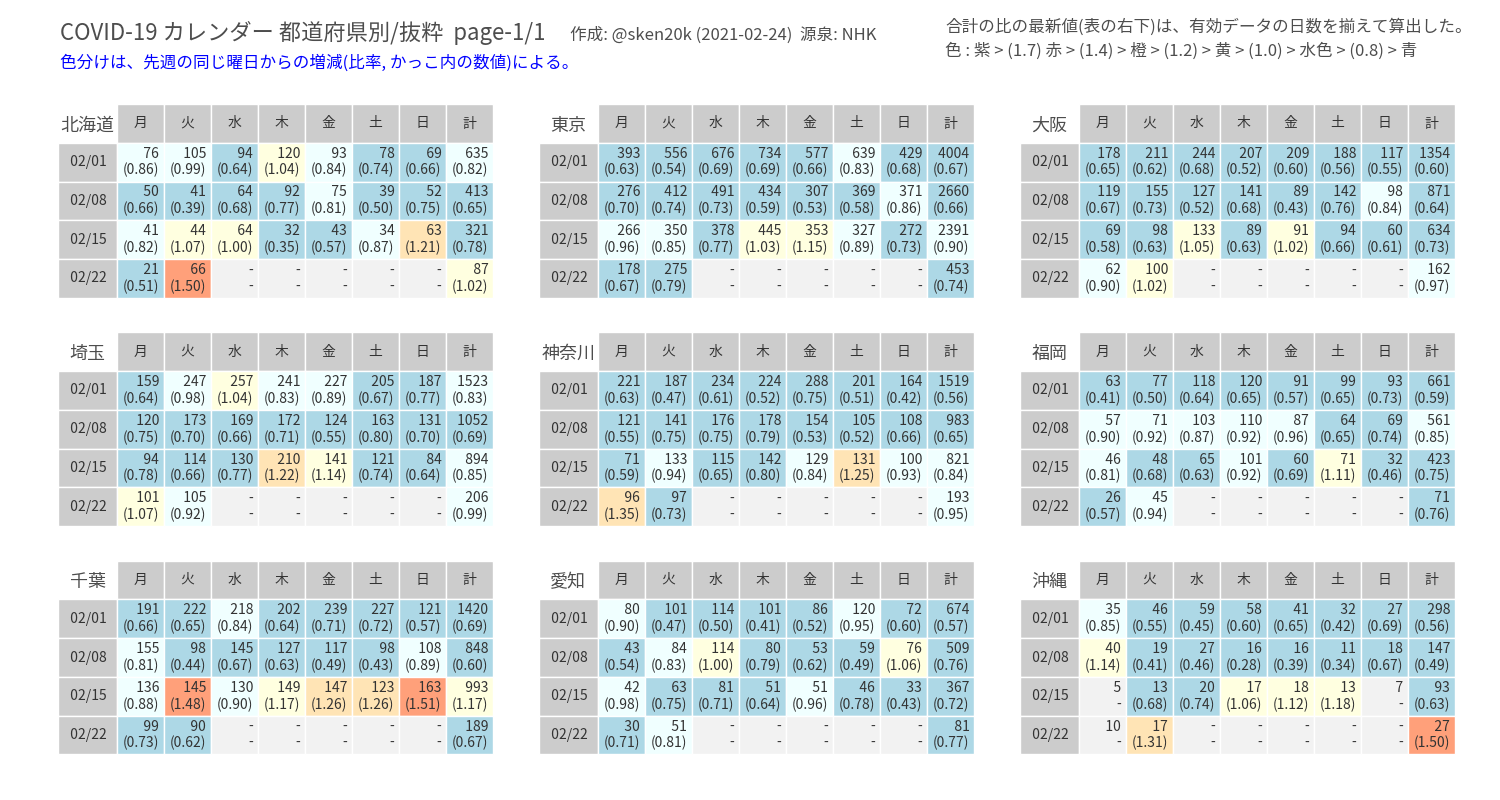 COVID-19 カレンダー 都道府県別/抜粋 page-1/1 作成: @sken20k (2021-02-24) 源泉: NHK
色分けは、先週の同じ曜日からの増減(比率, かっこ内の数値)による。
合計の比の最新値(表の右下)は、有効データの日数を揃えて算出した。
色 : 紫 > (1.7) 赤 > (1.4) 橙 > (1.2) 黄 > (1.0) > 水色 > (0.8) > 青
北海道 月 火 水 木 金 土 日 計
02/01 76 105 94 120 93 78 69 635
(0.86) (0.99) (0.64) (1.04) (0.84) (0.74) (0.66) (0.82)
02/08 50 41 64 92 75 39 52 413
(0.66) (0.39) (0.68) (0.77) (0.81) (0.50) (0.75) (0.65)
02/15 41 44 64 32 43 34 63 321
(0.82) (1.07) (1.00) (0.35) (0.57) (0.87) (1.21) (0.78)
02/22 21 66 - - - - - 87
(0.51) (1.50) - - - - - (1.02)
東京 月 火 水 木 金 土 日 計
02/01 393 556 676 734 577 639 429 4004
(0.63) (0.54) (0.69) (0.69) (0.66) (0.83) (0.68) (0.67)
02/08 276 412 491 434 307 369 371 2660
(0.70) (0.74) (0.73) (0.59) (0.53) (0.58) (0.86) (0.66)
02/15 266 350 378 445 353 327 272 2391
(0.96) (0.85) (0.77) (1.03) (1.15) (0.89) (0.73) (0.90)
02/22 178 275 - - - - - 453
(0.67) (0.79) - - - - - (0.74)
大阪 月 火 水 木 金 土 日 計
02/01 178 211 244 207 209 188 117 1354
(0.65) (0.62) (0.68) (0.52) (0.60) (0.56) (0.55) (0.60)
02/08 119 155 127 141 89 142 98 871
(0.67) (0.73) (0.52) (0.68) (0.43) (0.76) (0.84) (0.64)
02/15 69 98 133 89 91 94 60 634
(0.58) (0.63) (1.05) (0.63) (1.02) (0.66) (0.61) (0.73)
02/22 62 100 - - - - - 162
(0.90) (1.02) - - - - - (0.97)
埼玉 月 火 水 木 金 土 日 計
02/01 159 247 257 241 227 205 187 1523
(0.64) (0.98) (1.04) (0.83) (0.89) (0.67) (0.77) (0.83)
02/08 120 173 169 172 124 163 131 1052
(0.75) (0.70) (0.66) (0.71) (0.55) (0.80) (0.70) (0.69)
02/15 94 114 130 210 141 121 84 894
(0.78) (0.66) (0.77) (1.22) (1.14) (0.74) (0.64) (0.85)
02/22 101 105 - - - - - 206
(1.07) (0.92) - - - - - (0.99)
神奈川 月 火 水 木 金 土 日 計
02/01 221 187 234 224 288 201 164 1519
(0.63) (0.47) (0.61) (0.52) (0.75) (0.51) (0.42) (0.56)
02/08 121 141 176 178 154 105 108 983
(0.55) (0.75) (0.75) (0.79) (0.53) (0.52) (0.66) (0.65)
02/15 71 133 115 142 129 131 100 821
(0.59) (0.94) (0.65) (0.80) (0.84) (1.25) (0.93) (0.84)
02/22 96 97 - - - - - 193
(1.35) (0.73) - - - - - (0.95)
福岡 月 火 水 木 金 土 日 計
02/01 63 77 118 120 91 99 93 661
(0.41) (0.50) (0.64) (0.65) (0.57) (0.65) (0.73) (0.59)
02/08 57 71 103 110 87 64 69 561
(0.90) (0.92) (0.87) (0.92) (0.96) (0.65) (0.74) (0.85)
02/15 46 48 65 101 60 71 32 423
(0.81) (0.68) (0.63) (0.92) (0.69) (1.11) (0.46) (0.75)
02/22 26 45 - - - - - 71
(0.57) (0.94) - - - - - (0.76)
千葉 月 火 水 木 金 土 日 計
02/01 191 222 218 202 239 227 121 1420
(0.66) (0.65) (0.84) (0.64) (0.71) (0.72) (0.57) (0.69)
02/08 155 98 145 127 117 98 108 848
(0.81) (0.44) (0.67) (0.63) (0.49) (0.43) (0.89) (0.60)
02/15 136 145 130 149 147 123 163 993
(0.88) (1.48) (0.90) (1.17) (1.26) (1.26) (1.51) (1.17)
02/22 99 90 - - - - - 189
(0.73) (0.62) - - - - - (0.67)
愛知 月 火 水 木 金 土 日 計
02/01 80 101 114 101 86 120 72 674
(0.90) (0.47) (0.50) (0.41) (0.52) (0.95) (0.60) (0.57)
02/08 43 84 114 80 53 59 76 509
(0.54) (0.83) (1.00) (0.79) (0.62) (0.49) (1.06) (0.76)
02/15 42 63 81 51 51 46 33 367
(0.98) (0.75) (0.71) (0.64) (0.96) (0.78) (0.43) (0.72)
02/22 30 51 - - - - - 81
(0.71) (0.81) - - - - - (0.77)
沖縄 月 火 水 木 金 土 日 計
02/01 35 46 59 58 41 32 27 298
(0.85) (0.55) (0.45) (0.60) (0.65) (0.42) (0.69) (0.56)
02/08 40 19 27 16 16 11 18 147
(1.14) (0.41) (0.46) (0.28) (0.39) (0.34) (0.67) (0.49)
02/15 5 13 20 17 18 13 7 93
- (0.68) (0.74) (1.06) (1.12) (1.18) - (0.63)
02/22 10 17 - - - - - 27
- (1.31) - - - - - (1.50)